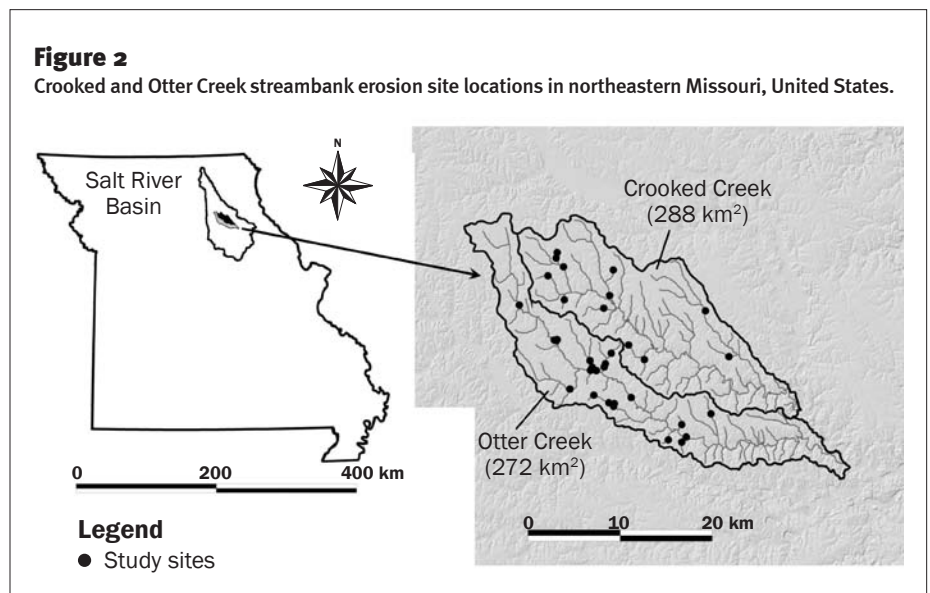 Figure 2
Crooked and Otter Creek streambank erosion site locations in northeastern Missouri, United States.
N
Salt River
Basin
Crooked Creek
(288 km²)
Otter Creek
(272 km²)
0 200 400 km
0 10 20 km
Legend
● Study sites